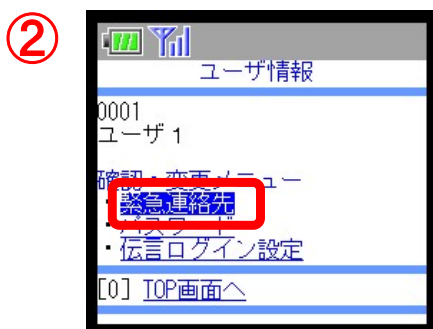 ②
ユーザ情報
0001
ユーザ1
確認・変更メニュー
・緊急連絡先
・パスワード
・伝言ログイン設定
[0] TOP画面へ